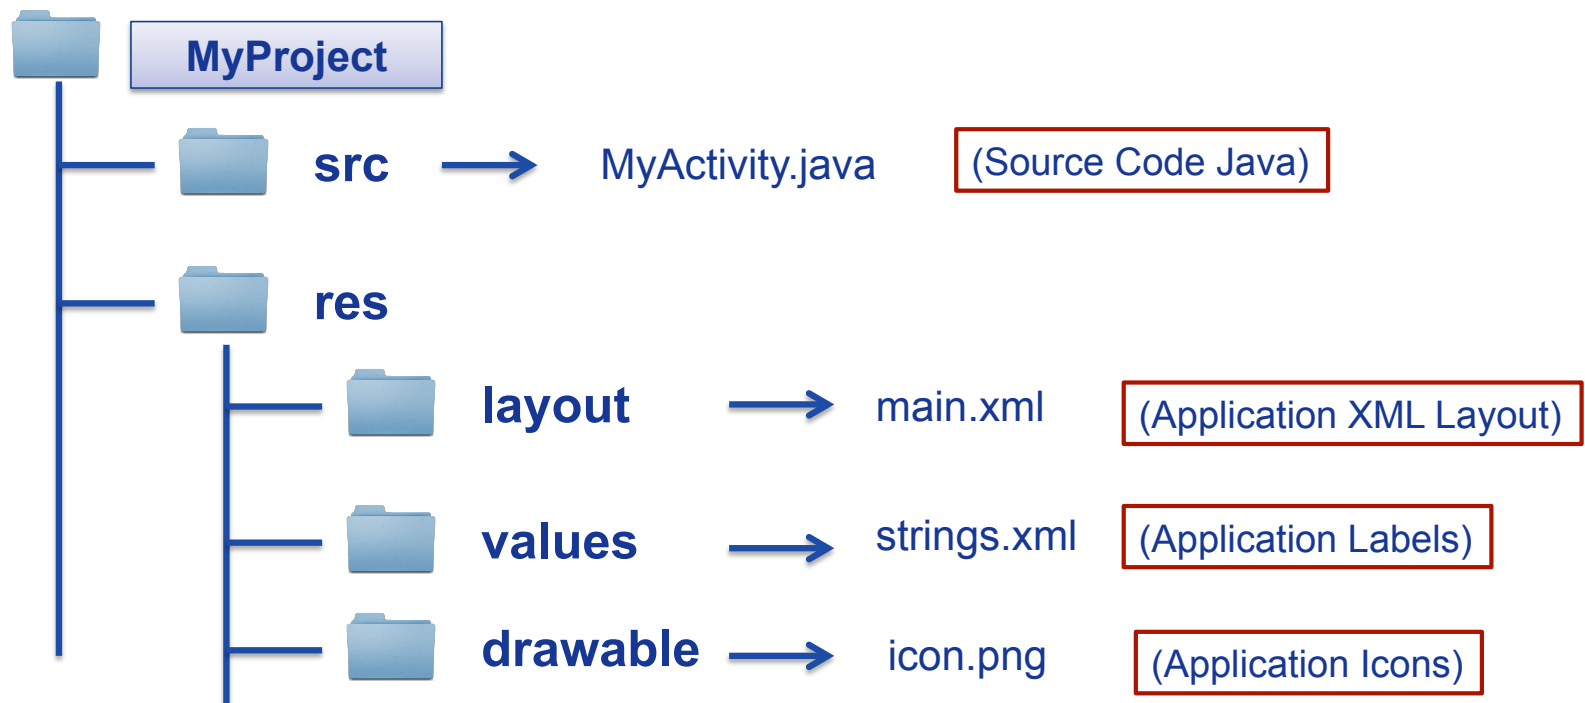 MyProject
src MyActivity.java (Source Code Java)
res
layout main.xml (Application XML Layout)
values strings.xml (Application Labels)
drawable icon.png (Application Icons)